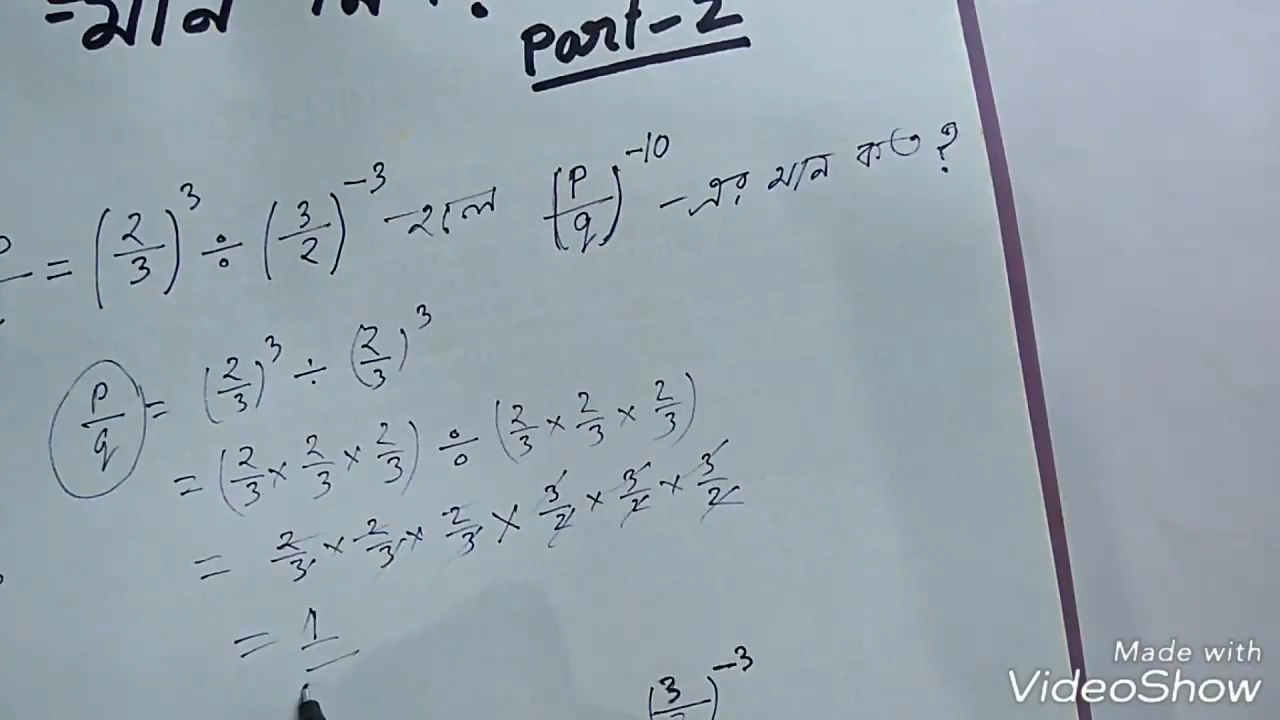 Part-2
= (2/3)^3 ÷ (3/2)^-3 -হলে (P/q)^-10 -এর মান কত?
P/q = (2/3)^3 ÷ (2/3)^3
= (2/3 × 2/3 × 2/3) ÷ (2/3 × 2/3 × 2/3)
= 2/3 × 2/3 × 2/3 × 3/2 × 3/2 × 3/2
= 1
(3/2)^-3
Made with
VideoShow